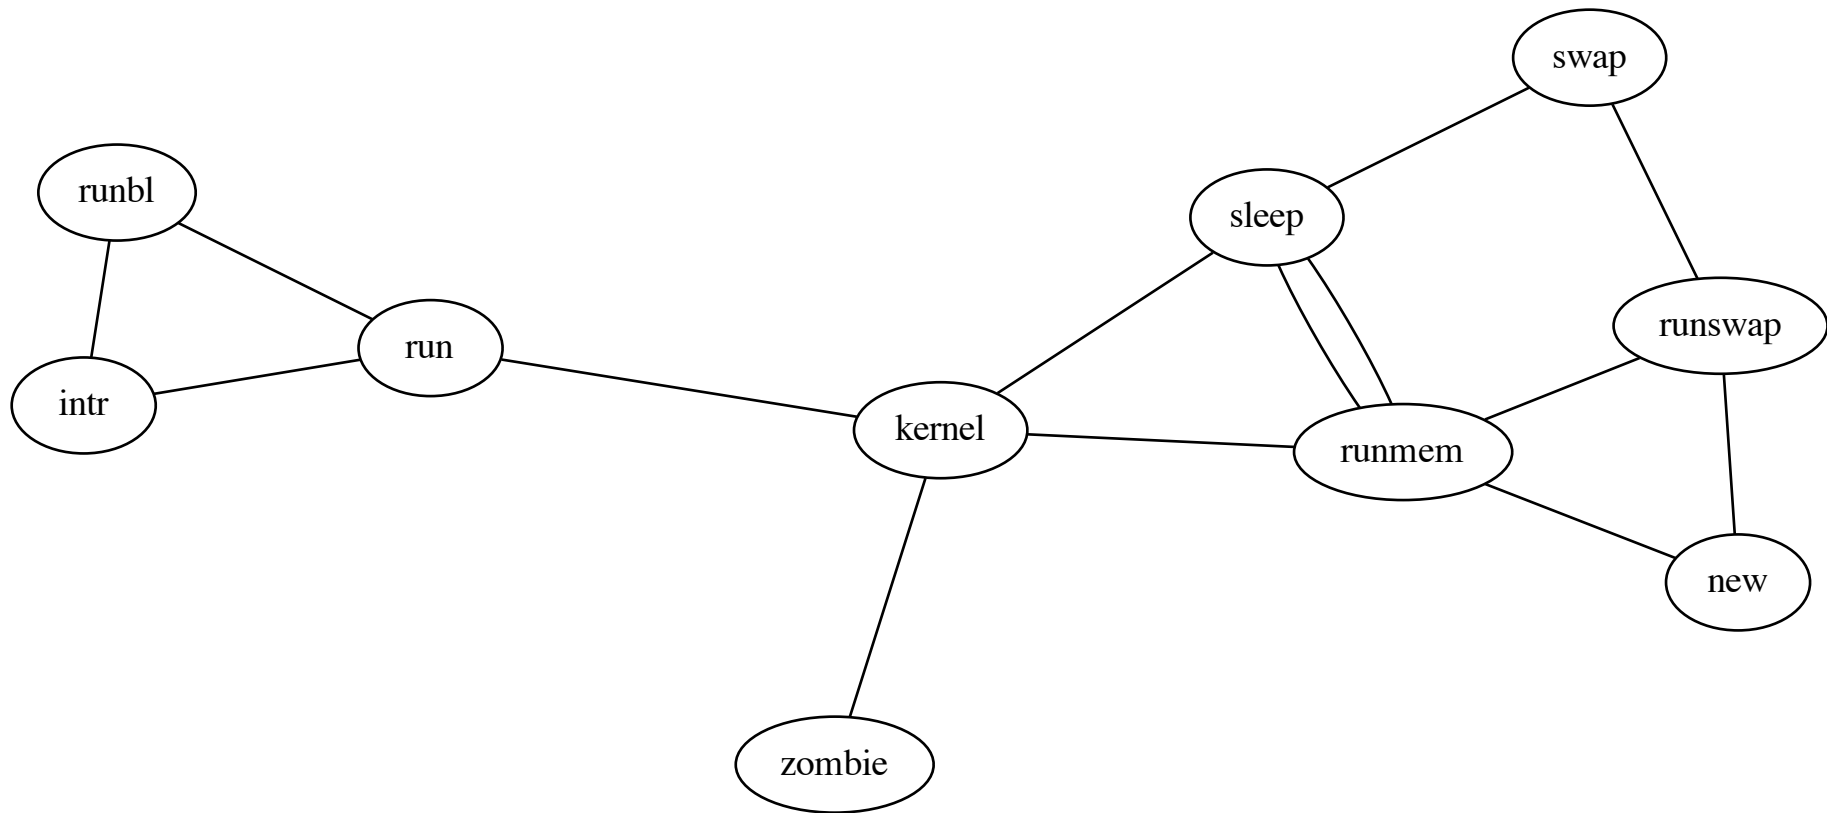 swap
runbl
sleep
runswap
run
intr
kernel
runmem
new
zombie